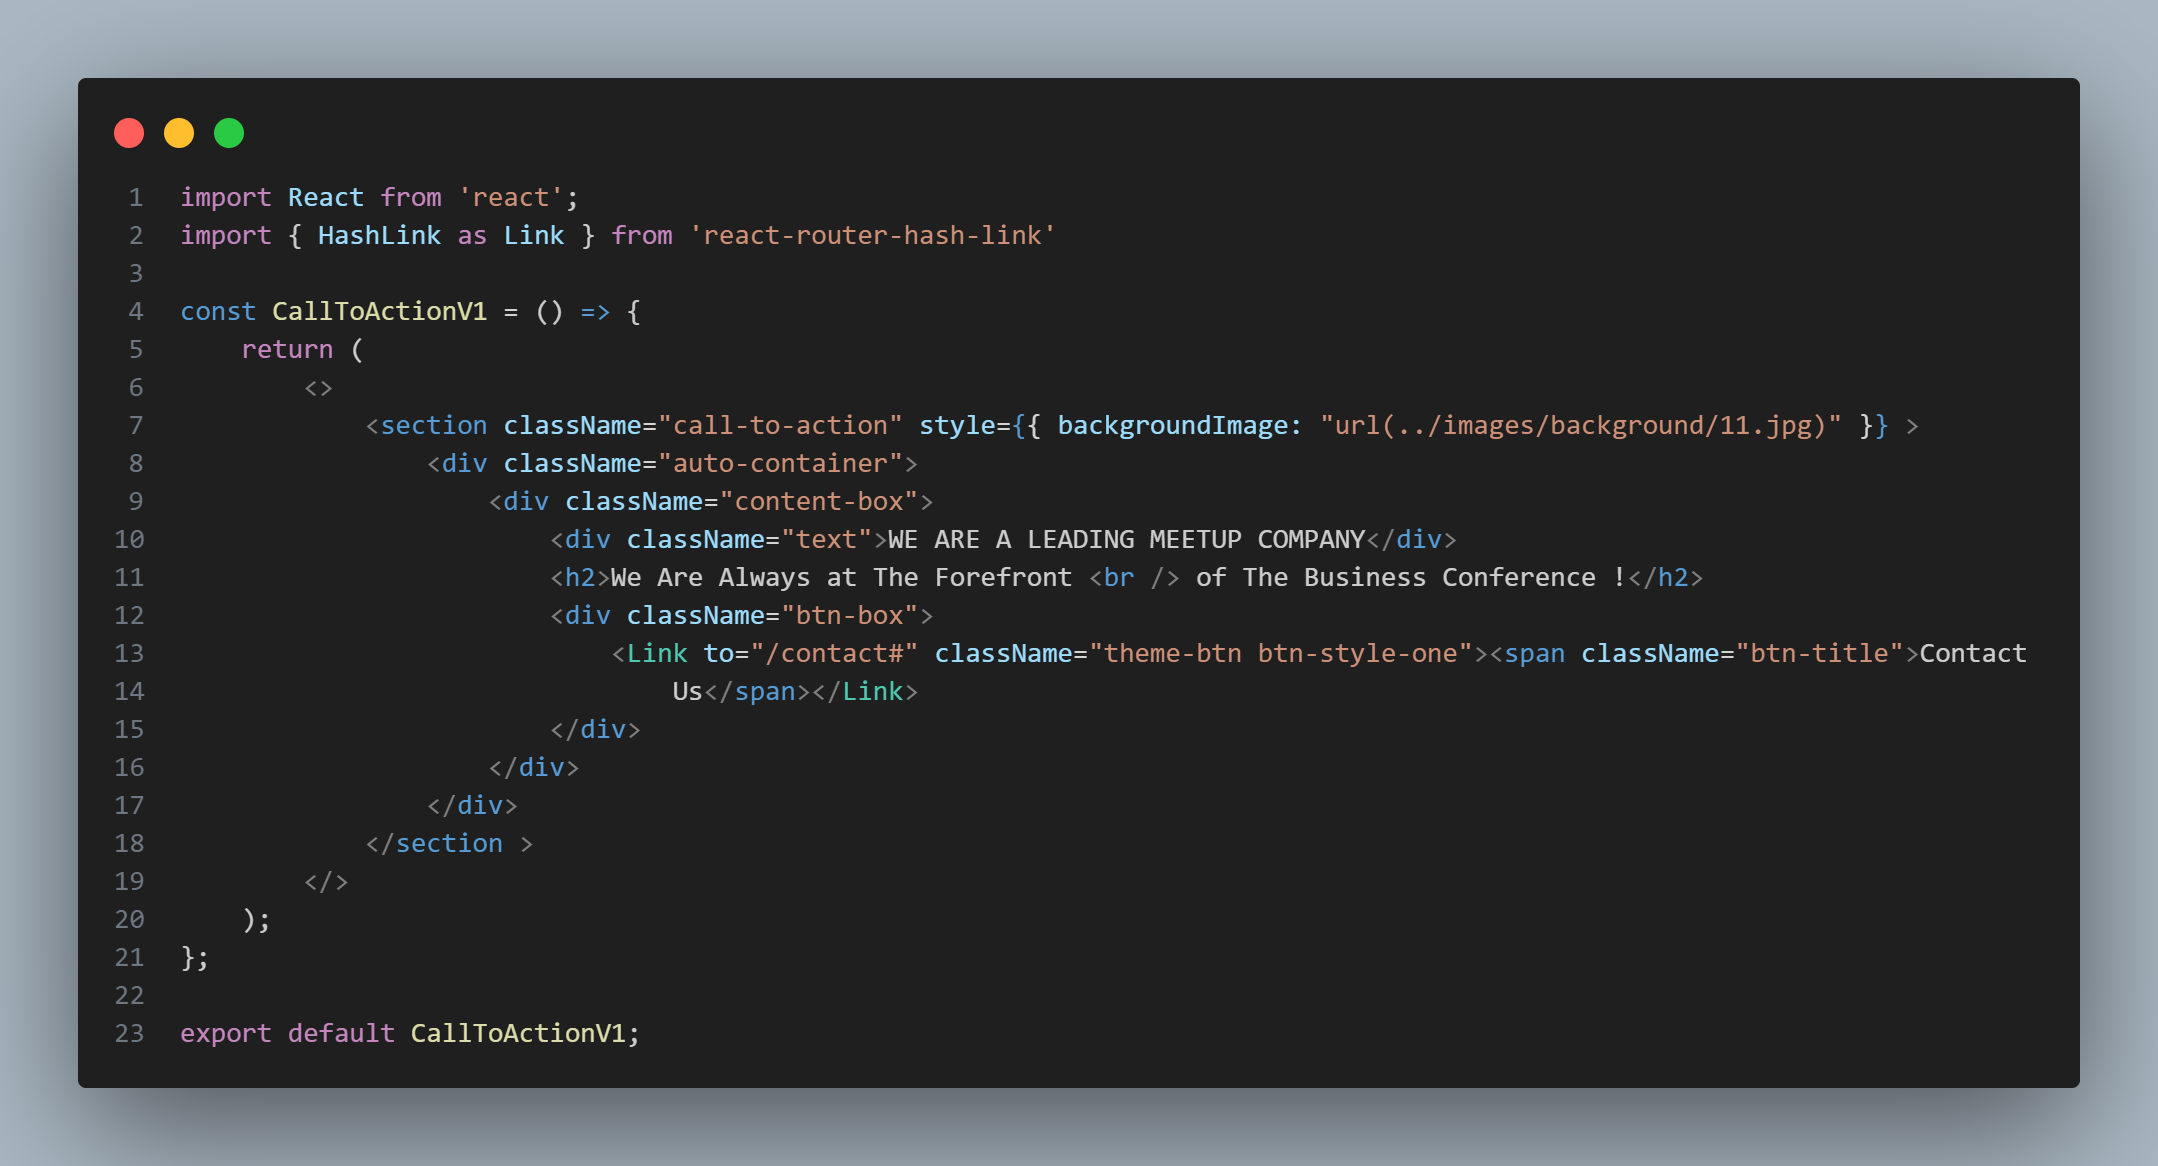 1 import React from 'react';
2 import { HashLink as Link } from 'react-router-hash-link'
3
4 const CallToActionV1 = () => {
5     return (
6         <>
7             <section className="call-to-action" style={{ backgroundImage: "url(../images/background/11.jpg)" }} >
8                 <div className="auto-container">
9                     <div className="content-box">
10                         <div className="text">WE ARE A LEADING MEETUP COMPANY</div>
11                         <h2>We Are Always at The Forefront <br /> of The Business Conference !</h2>
12                         <div className="btn-box">
13                             <Link to="/contact#" className="theme-btn btn-style-one"><span className="btn-title">Contact
14                                 Us</span></Link>
15                         </div>
16                     </div>
17                 </div>
18             </section >
19         </>
20     );
21 };
22
23 export default CallToActionV1;